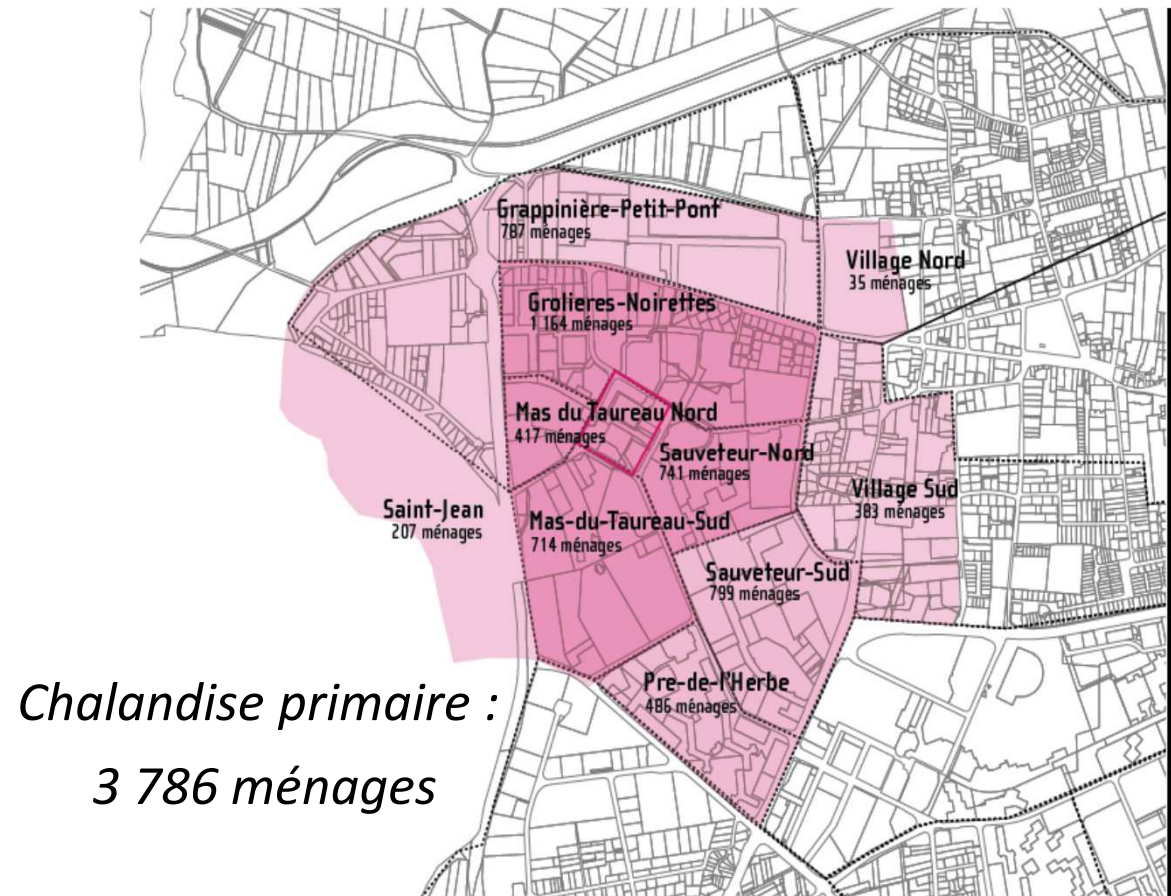 Grappinière-Petit-Pont
787 ménages
Village Nord
35 ménages
Grolieres-Noirettes
1 164 ménages
Mas du Taureau Nord
417 ménages
Sauveteur-Nord
741 ménages
Village Sud
383 ménages
Saint-Jean
207 ménages
Mas-du-Taureau-Sud
714 ménages
Sauveteur-Sud
799 ménages
Pre-de-l'Herbe
486 ménages
Chalandise primaire :
3 786 ménages